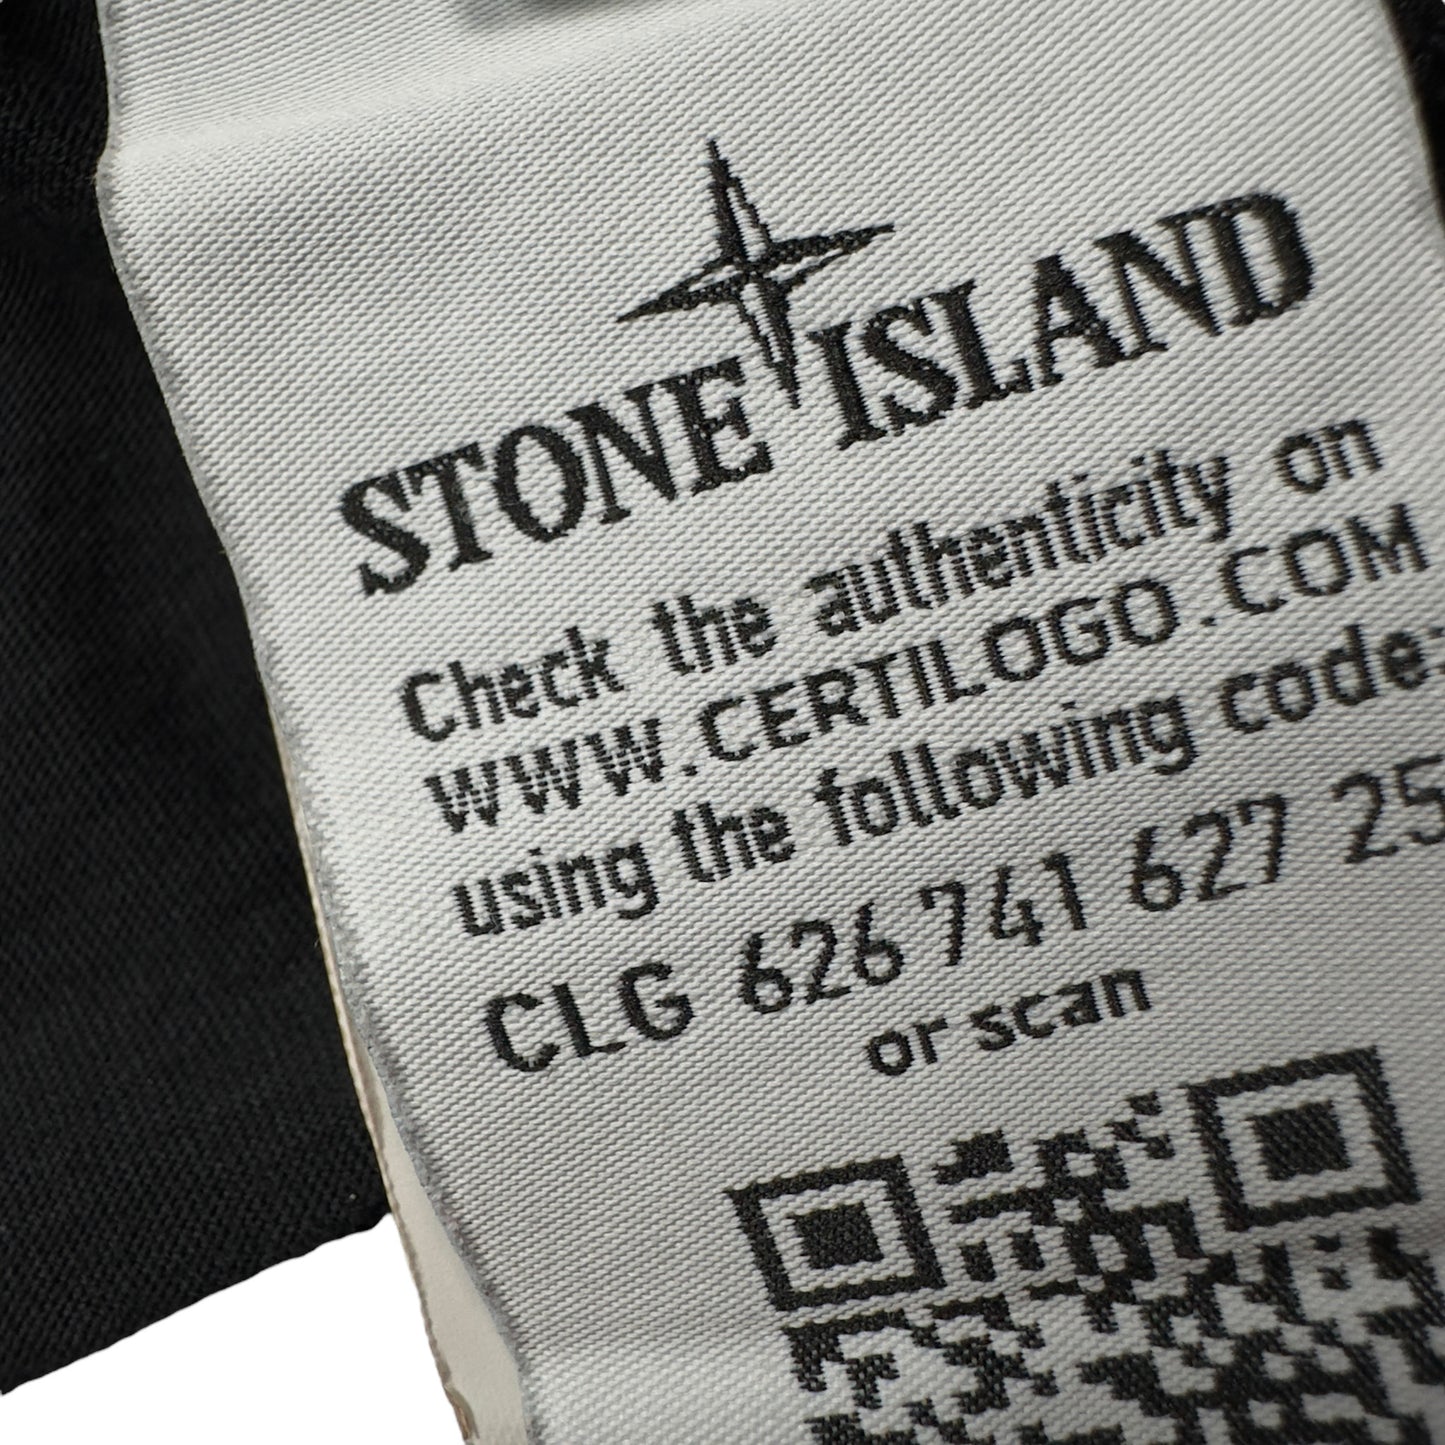 STONE ISLAND
Check the authenticity on
WWW.CERTILOGO.COM
using the following code:
CLG 626 741 627 25
or scan